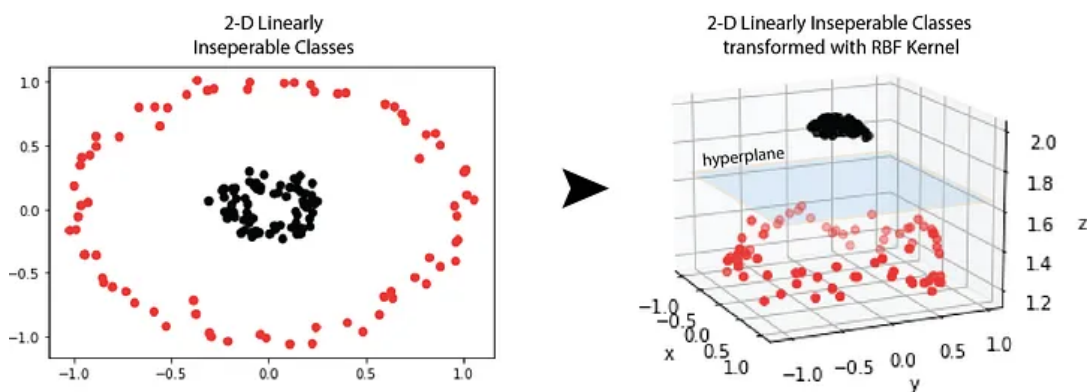 2-D Linearly
Inseperable Classes
1.0
0.5
0.0
−0.5
−1.0
−1.0 −0.5 0.0 0.5 1.0
2-D Linearly Inseperable Classes
transformed with RBF Kernel
hyperplane
2.0
1.8
1.6
1.4
1.2
z
−1.0
−0.5
0.0
0.5
1.0
x
−1.0 −0.5 0.0 0.5 1.0
y